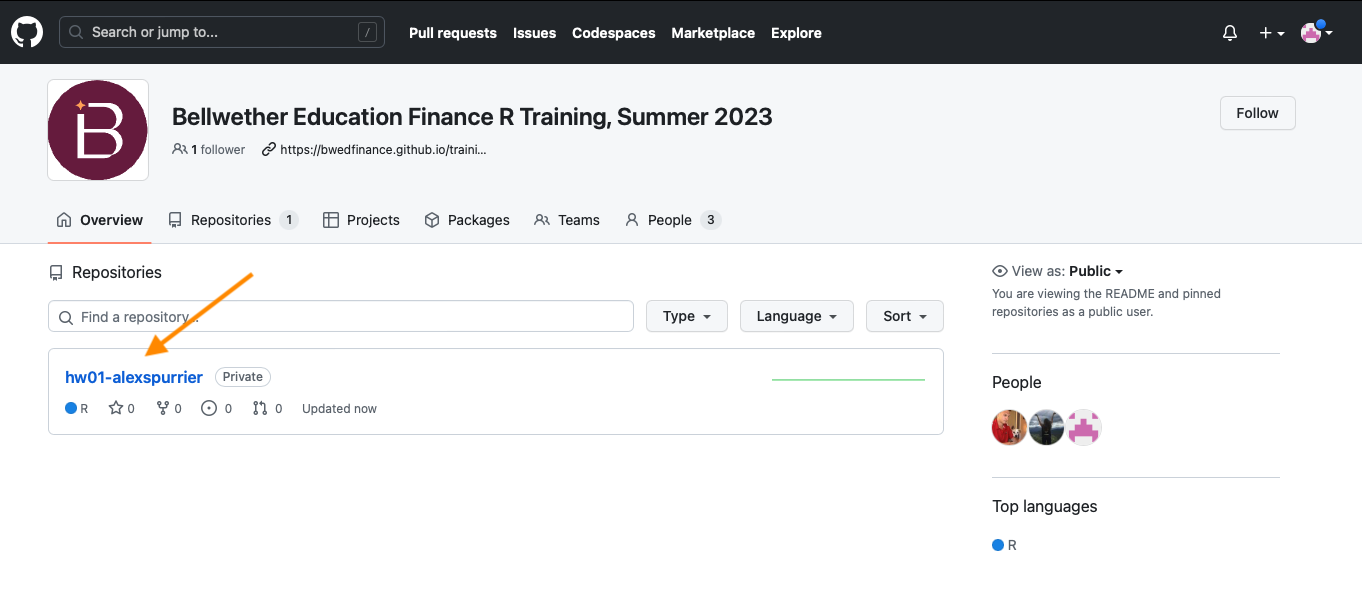 Search or jump to... /
Pull requests Issues Codespaces Marketplace Explore
B
Bellwether Education Finance R Training, Summer 2023
Follow
1 follower https://bwedfinance.github.io/traini...
Overview Repositories 1 Projects Packages Teams People 3
Repositories
Find a repository...
Type Language Sort
hw01-alexspurrier Private
R 0 0 0 0 Updated now
View as: Public
You are viewing the README and pinned
repositories as a public user.
People
Top languages
R